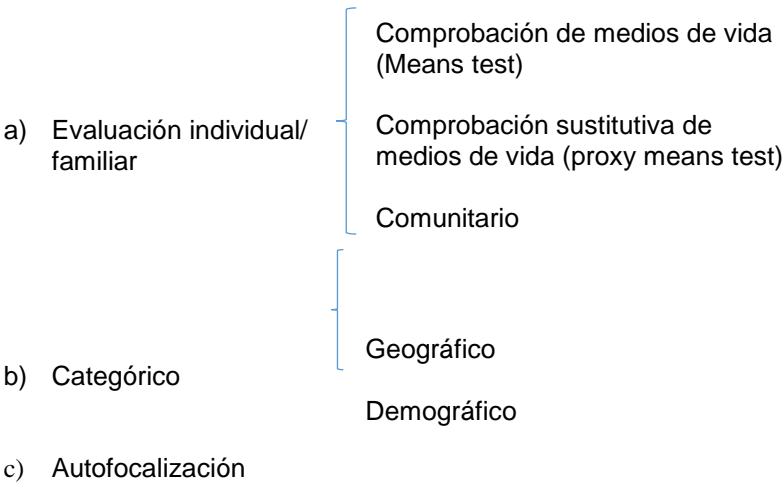 Comprobación de medios de vida
(Means test)
a) Evaluación individual/
familiar
Comprobación sustitutiva de
medios de vida (proxy means test)
Comunitario
Geográfico
b) Categórico
Demográfico
c) Autofocalización